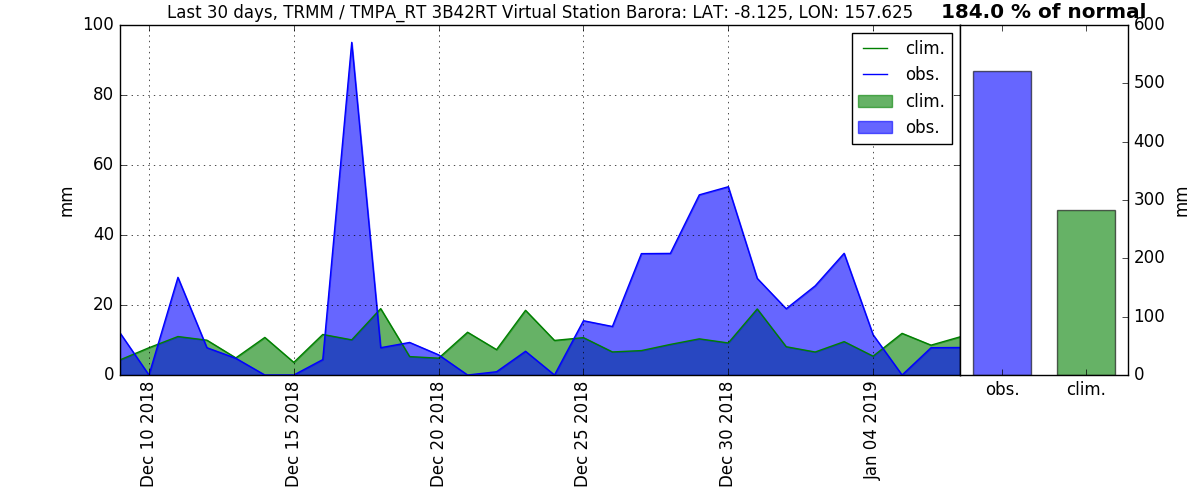 Last 30 days, TRMM / TMPA_RT 3B42RT Virtual Station Barora: LAT: -8.125, LON: 157.625
184.0 % of normal
100
80
60
40
20
0
mm
clim.
obs.
clim.
obs.
600
500
400
300
200
100
0
mm
Dec 10 2018
Dec 15 2018
Dec 20 2018
Dec 25 2018
Dec 30 2018
Jan 04 2019
obs.
clim.